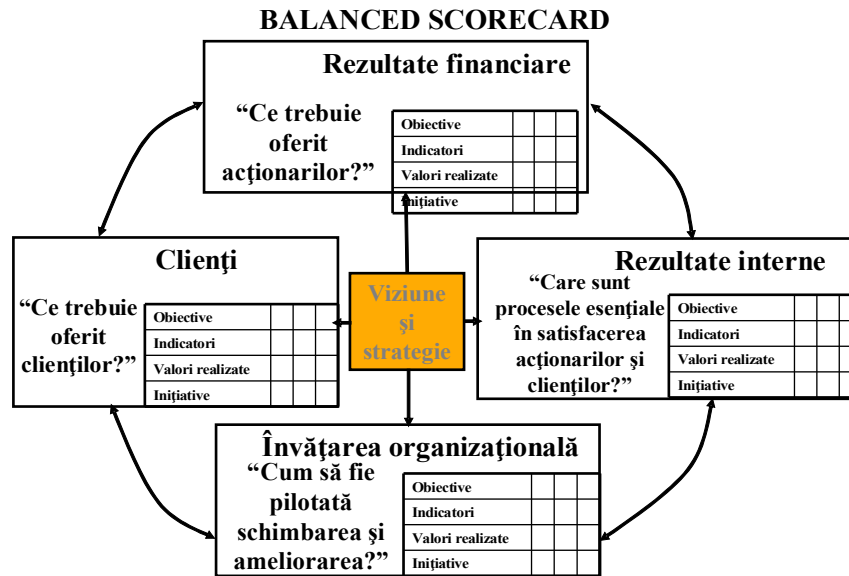 BALANCED SCORECARD
Rezultate financiare
“Ce trebuie
oferit
acţionarilor?”
Obiective
Indicatori
Valori realizate
Iniţiative
Clienţi
“Ce trebuie
oferit
clienţilor?”
Obiective
Indicatori
Valori realizate
Iniţiative
Viziune
şi
strategie
Rezultate interne
“Care sunt
procesele esenţiale
în satisfacerea
acţionarilor şi
clienţilor?”
Obiective
Indicatori
Valori realizate
Iniţiative
Învăţarea organizaţională
“Cum să fie
pilotată
schimbarea şi
ameliorarea?”
Obiective
Indicatori
Valori realizate
Iniţiative